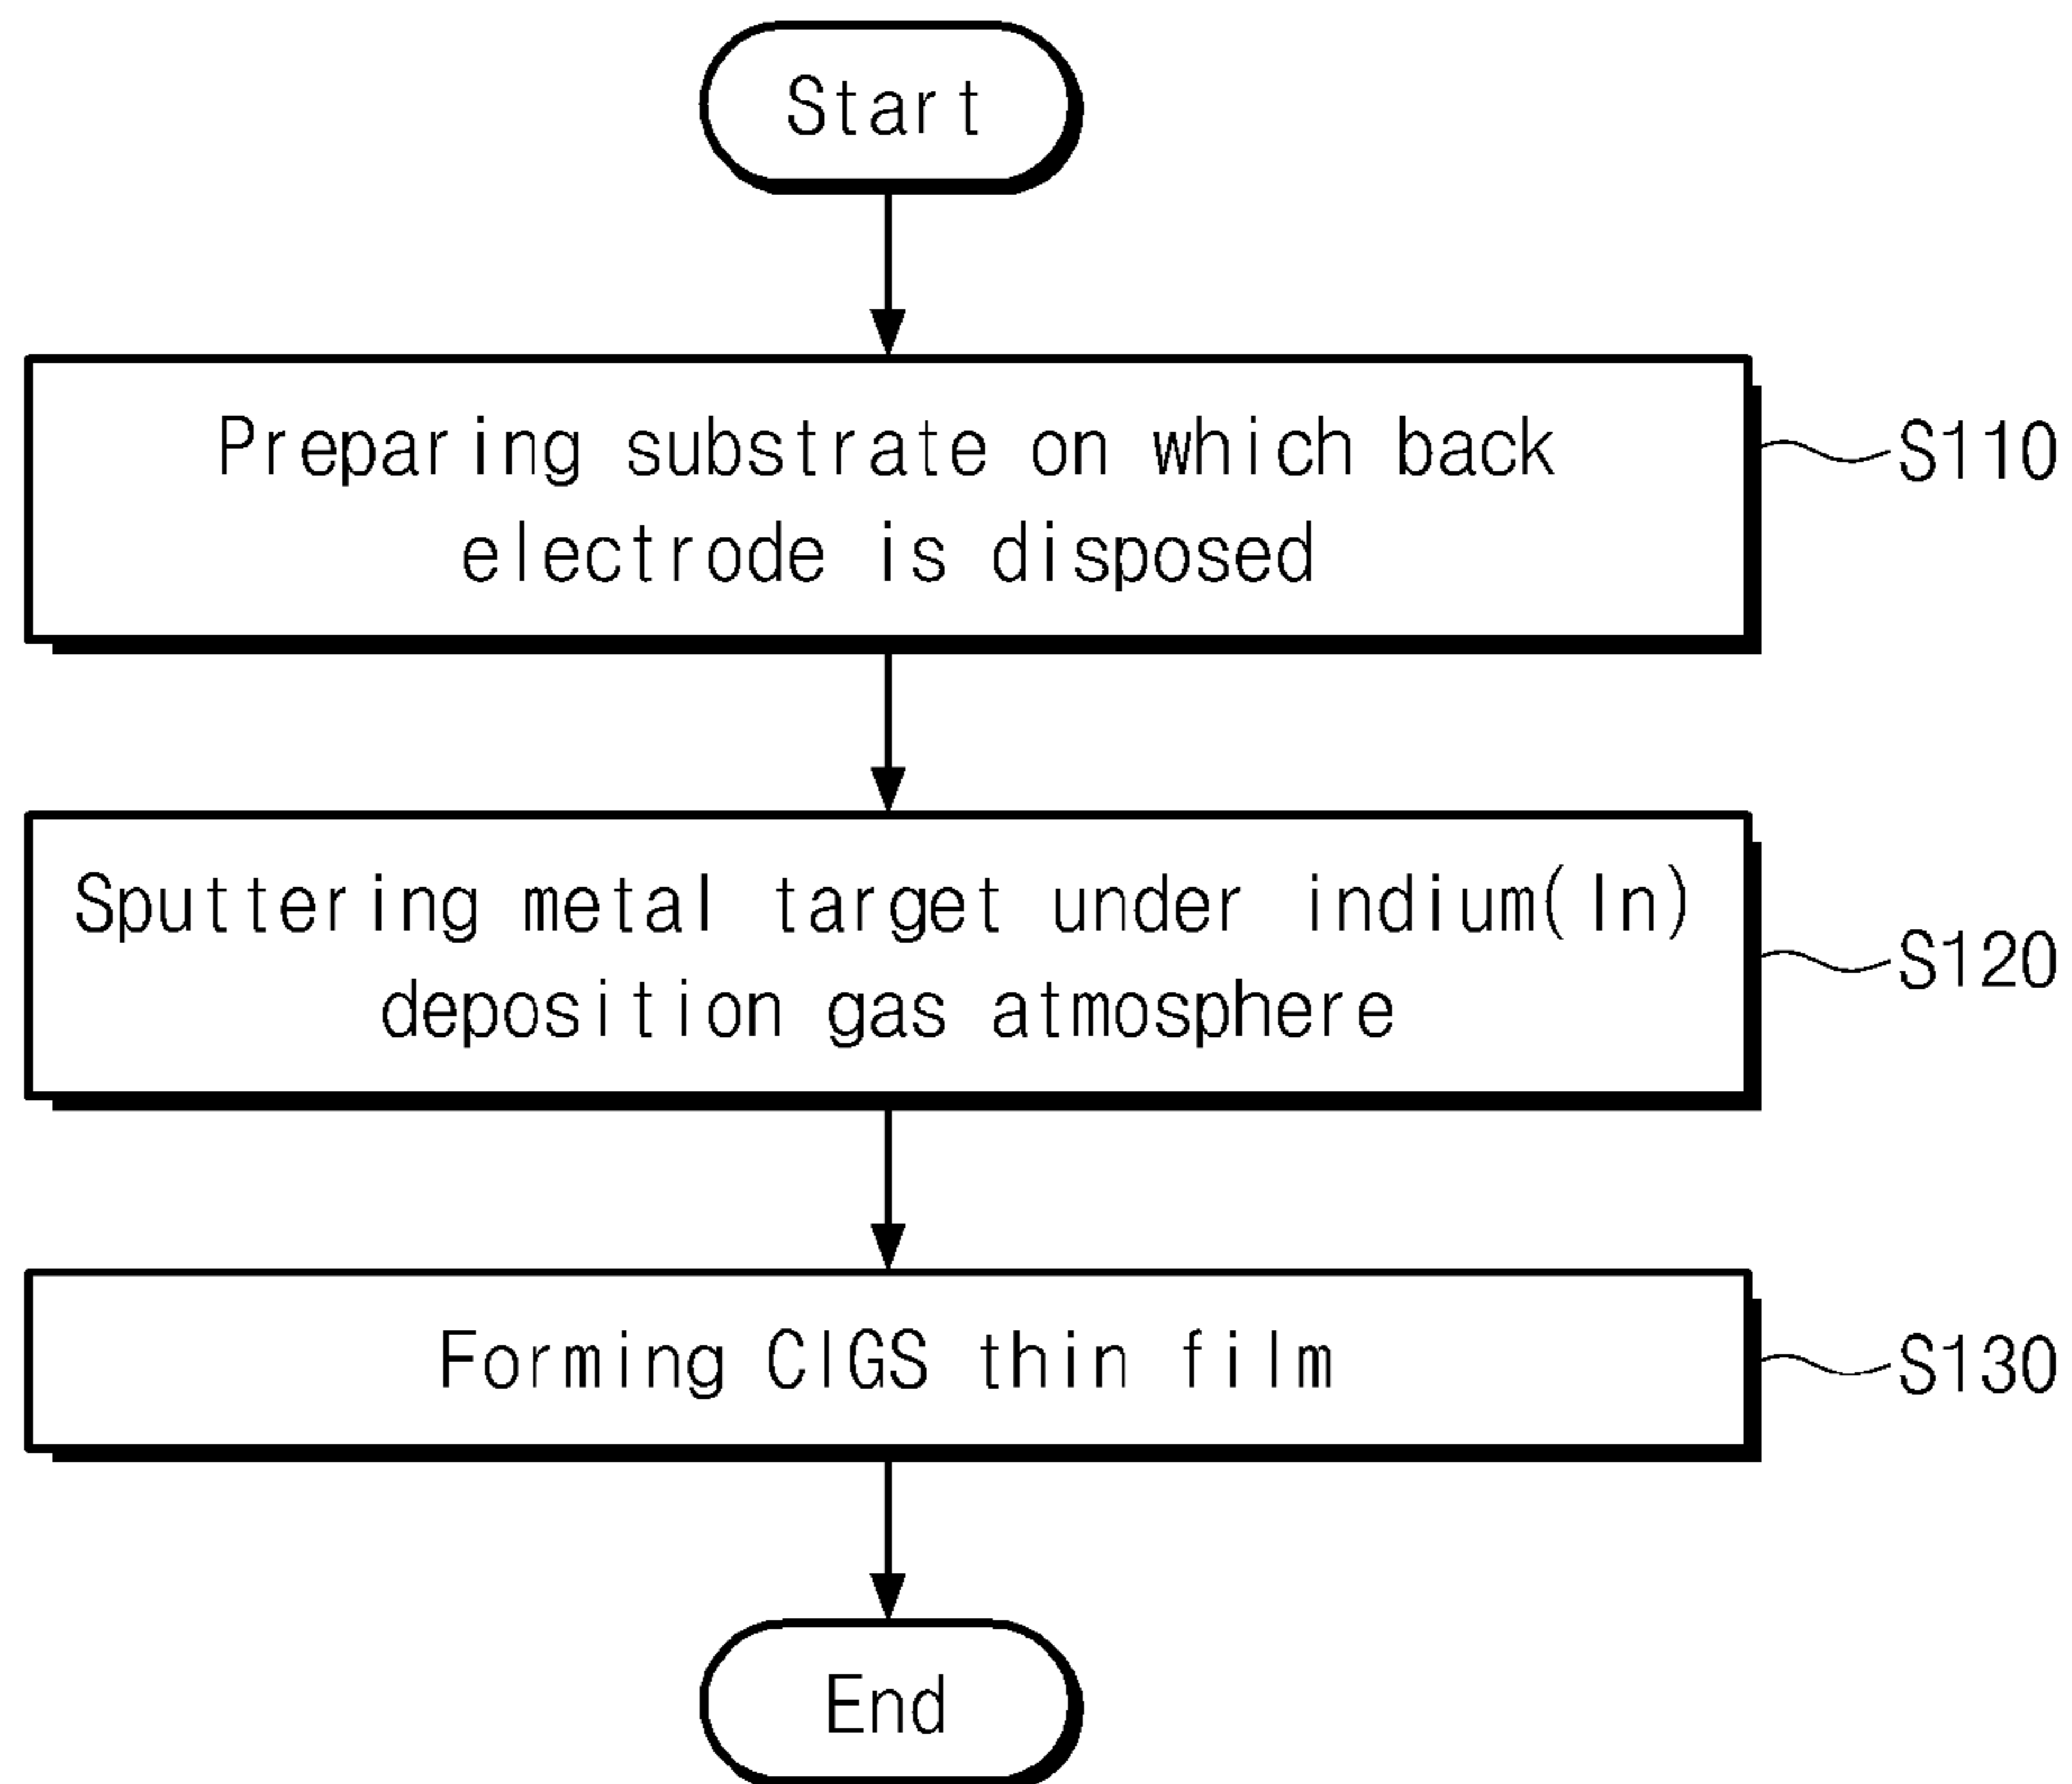 Start
Preparing substrate on which back
electrode is disposed
S110
Sputtering metal target under indium(In)
deposition gas atmosphere
S120
Forming CIGS thin film
S130
End